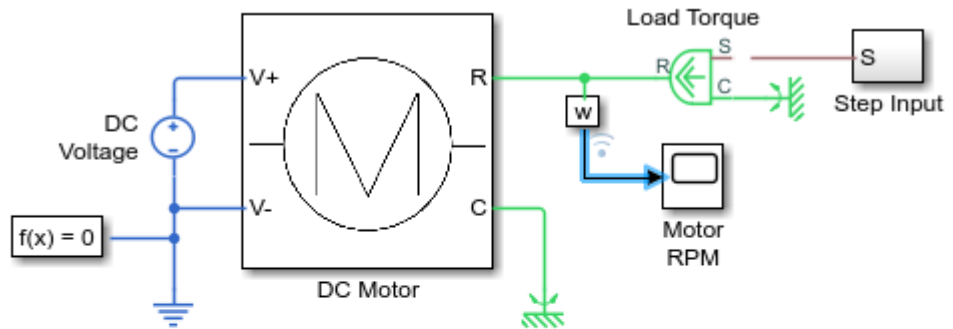 Load Torque
V+
R
R
S
C
S
Step Input
DC
Voltage
w
V-
C
f(x) = 0
Motor
RPM
DC Motor